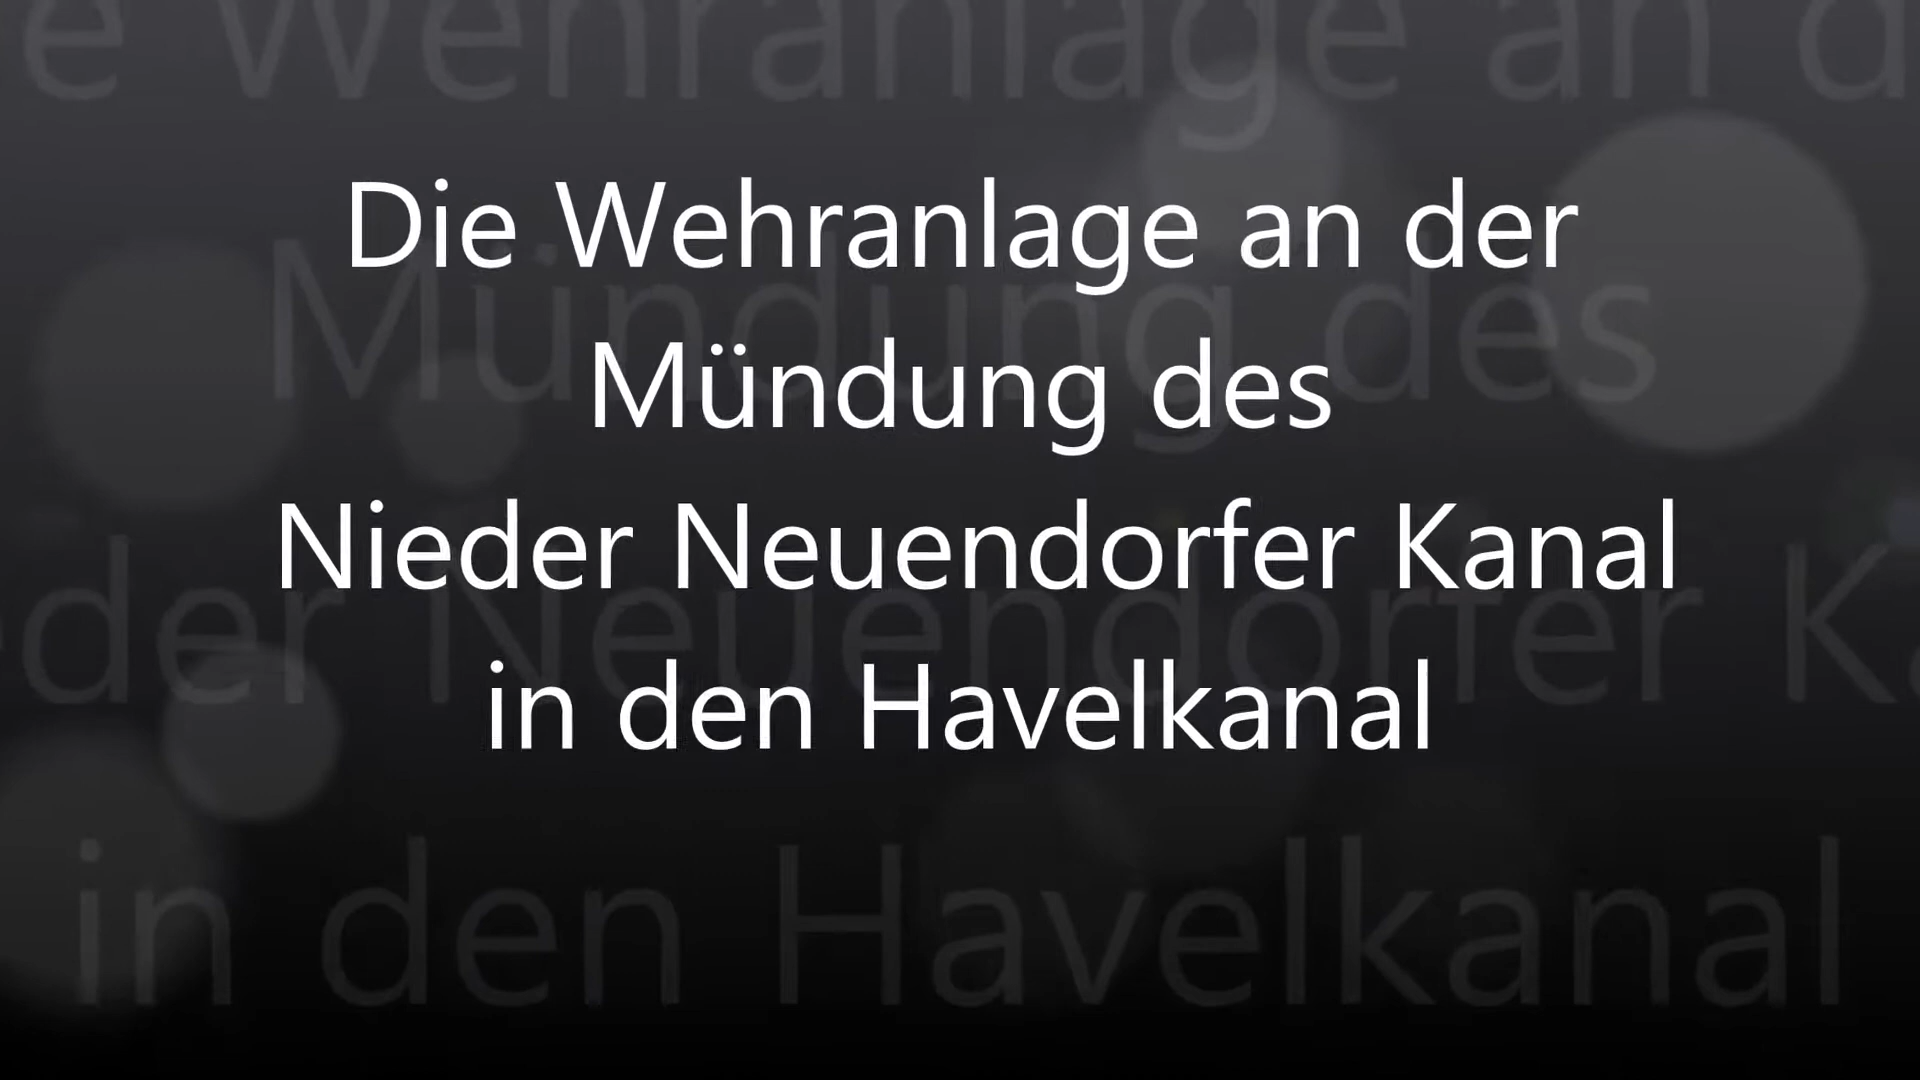 Die Wehranlage an der
Mündung des
Nieder Neuendorfer Kanal
in den Havelkanal